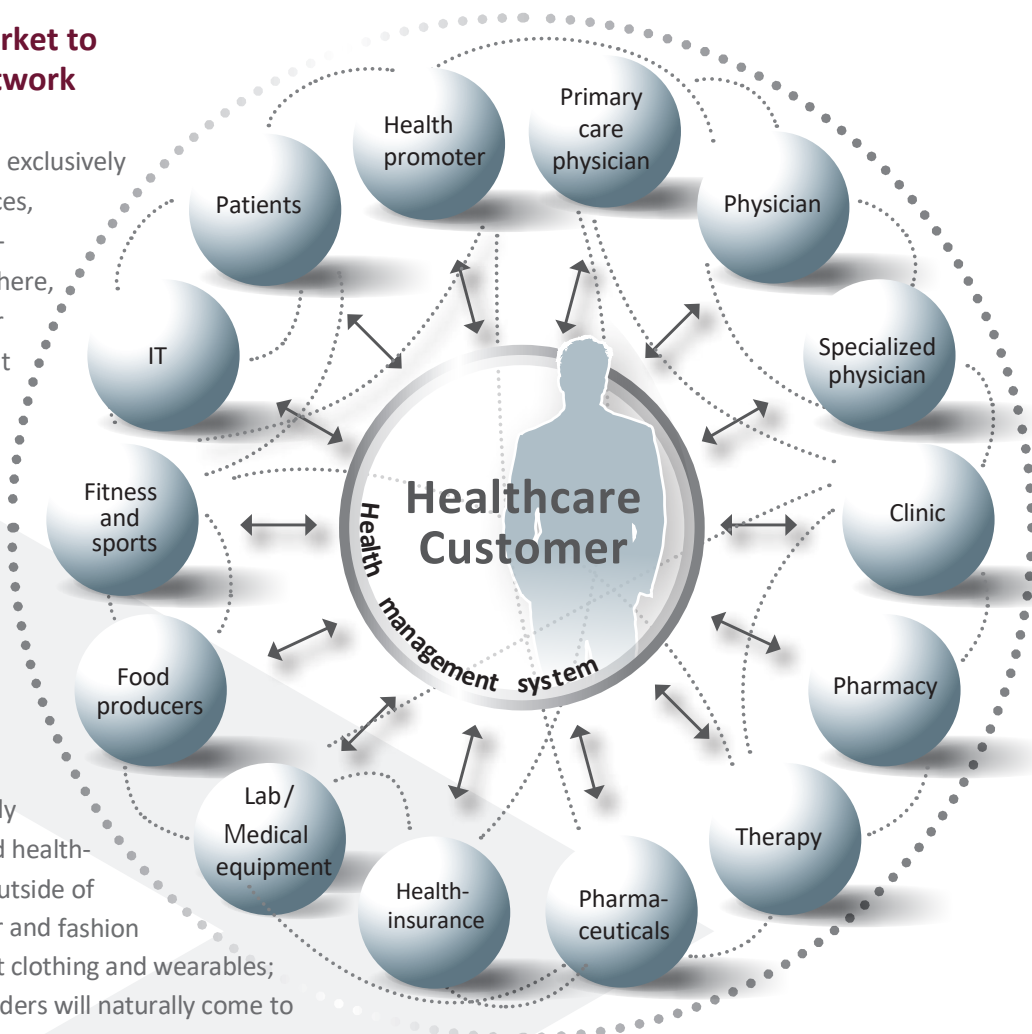 rket to
twork
exclusively
ces,
-
here,
r
t
ly
d health-
utside of
r and fashion
t clothing and wearables;
ders will naturally come to
Health
promoter
Primary
care
physician
Patients
Physician
IT
Specialized
physician
Fitness
and
sports
Clinic
Healthcare
Customer
Health management system
Food
producers
Pharmacy
Lab/
Medical
equipment
Therapy
Health-
insurance
Pharma-
ceuticals